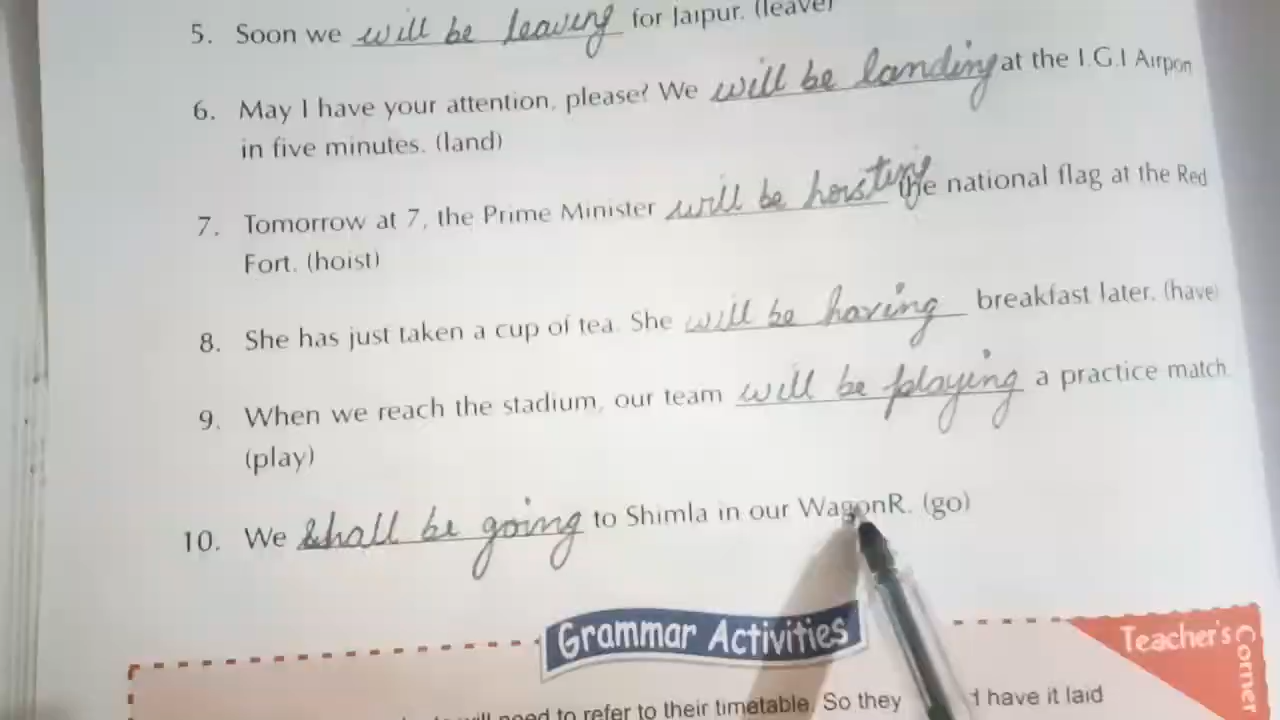 5. Soon we will be leaving for Jaipur. (leave)
6. May I have your attention, please? We will be landing at the I.G.I Airport
in five minutes. (land)
7. Tomorrow at 7, the Prime Minister will be hoisting the national flag at the Red
Fort. (hoist)
8. She has just taken a cup of tea. She will be having breakfast later. (have)
9. When we reach the stadium, our team will be playing a practice match.
(play)
10. We shall be going to Shimla in our WagonR. (go)
Grammar Activities
Teacher's Corner
will need to refer to their timetable. So they have it laid